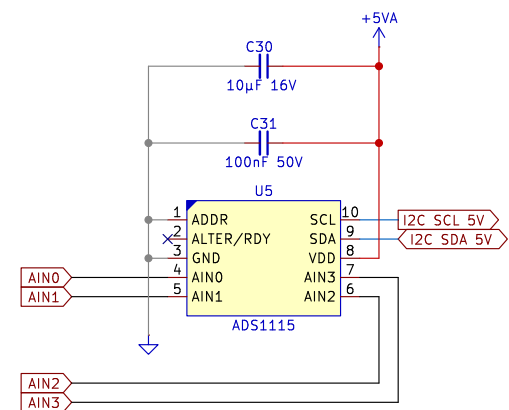 +5VA
C30
10µF 16V
C31
100nF 50V
U5
1 ADDR SCL 10 I2C SCL 5V
2 ALTER/RDY SDA 9 I2C SDA 5V
3 GND VDD 8
AIN0 4 AIN0 AIN3 7
AIN1 5 AIN1 AIN2 6
ADS1115
AIN2
AIN3